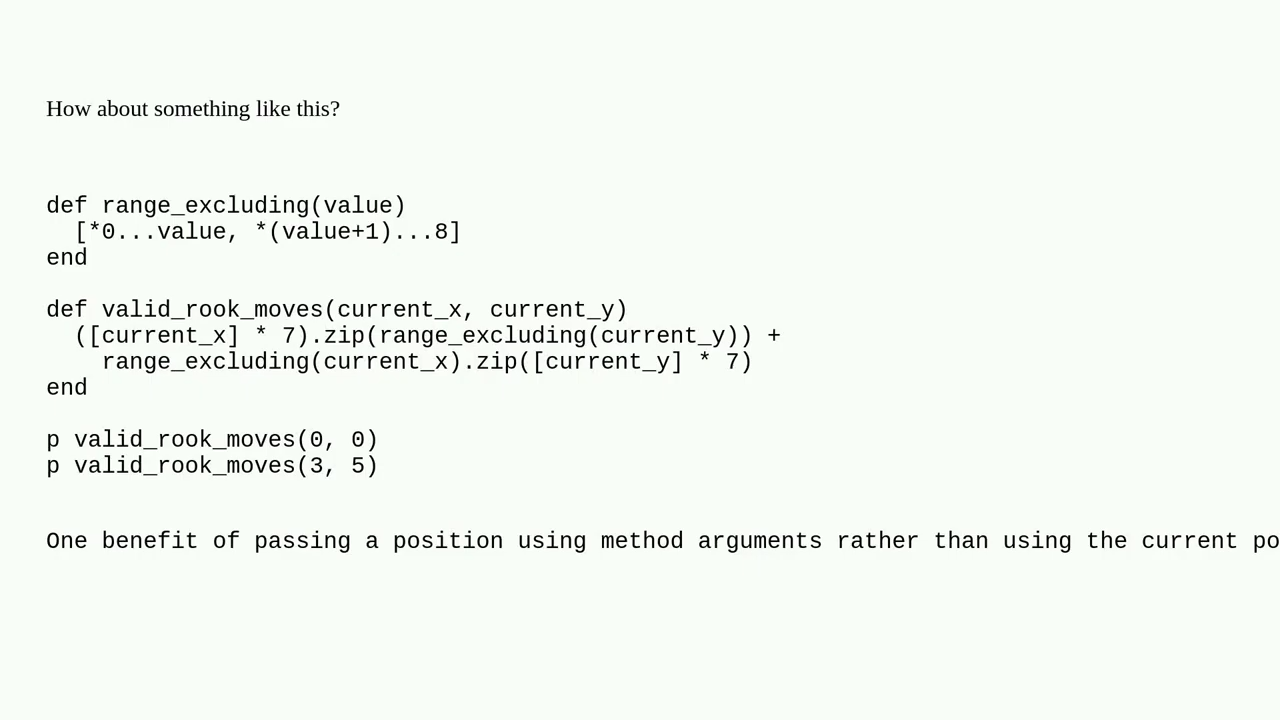 How about something like this?
def range_excluding(value)
  [*0...value, *(value+1)...8]
end
def valid_rook_moves(current_x, current_y)
  ([current_x] * 7).zip(range_excluding(current_y)) +
    range_excluding(current_x).zip([current_y] * 7)
end
p valid_rook_moves(0, 0)
p valid_rook_moves(3, 5)
One benefit of passing a position using method arguments rather than using the current